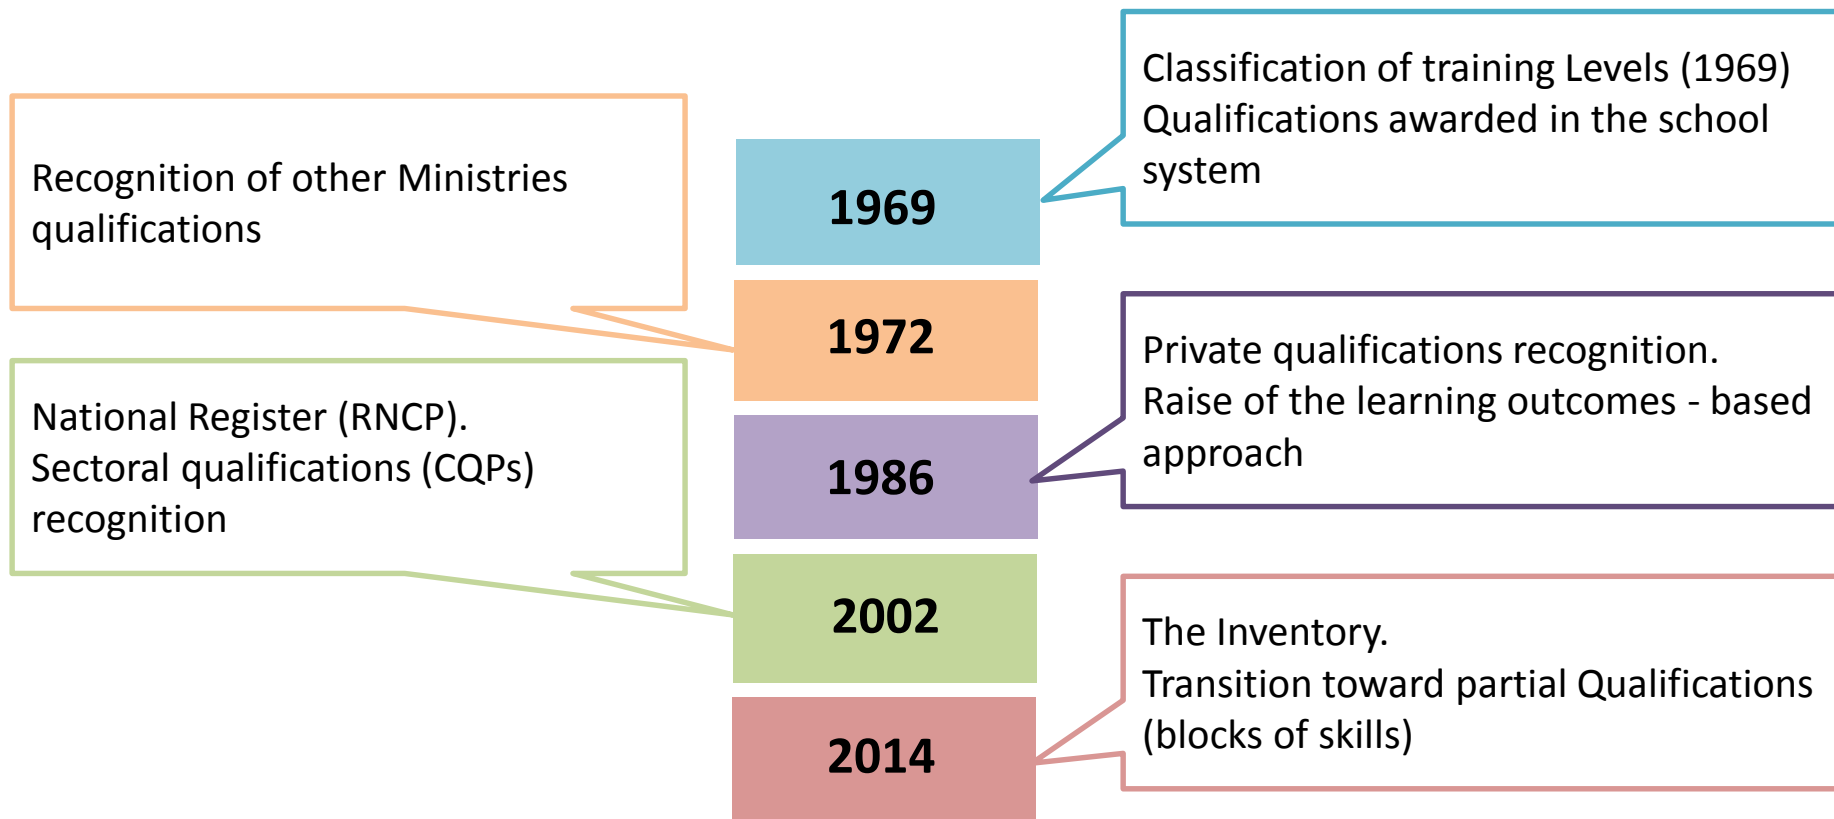 1969
Classification of training Levels (1969)
Qualifications awarded in the school
system
1972
Recognition of other Ministries
qualifications
1986
Private qualifications recognition.
Raise of the learning outcomes - based
approach
2002
National Register (RNCP).
Sectoral qualifications (CQPs)
recognition
2014
The Inventory.
Transition toward partial Qualifications
(blocks of skills)